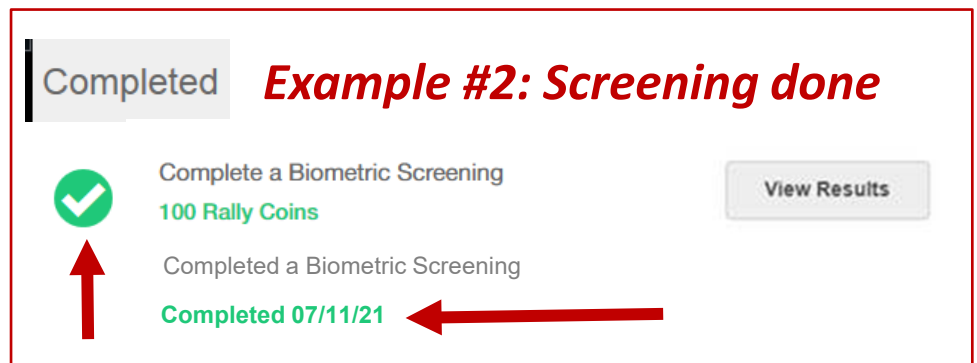 Completed
Example #2: Screening done
Complete a Biometric Screening
View Results
100 Rally Coins
Completed a Biometric Screening
Completed 07/11/21